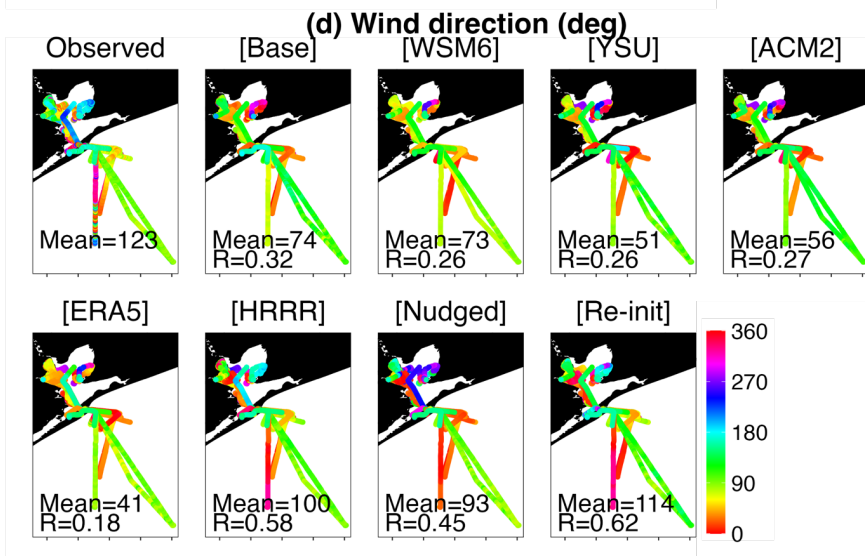 (d) Wind direction (deg)
Observed [Base] [WSM6] [YSU] [ACM2]
Mean=123 Mean=74 Mean=73 Mean=51 Mean=56
R=0.32 R=0.26 R=0.26 R=0.27
[ERA5] [HRRR] [Nudged] [Re-init]
Mean=41 Mean=100 Mean=93 Mean=114
R=0.18 R=0.58 R=0.45 R=0.62
360
270
180
90
0